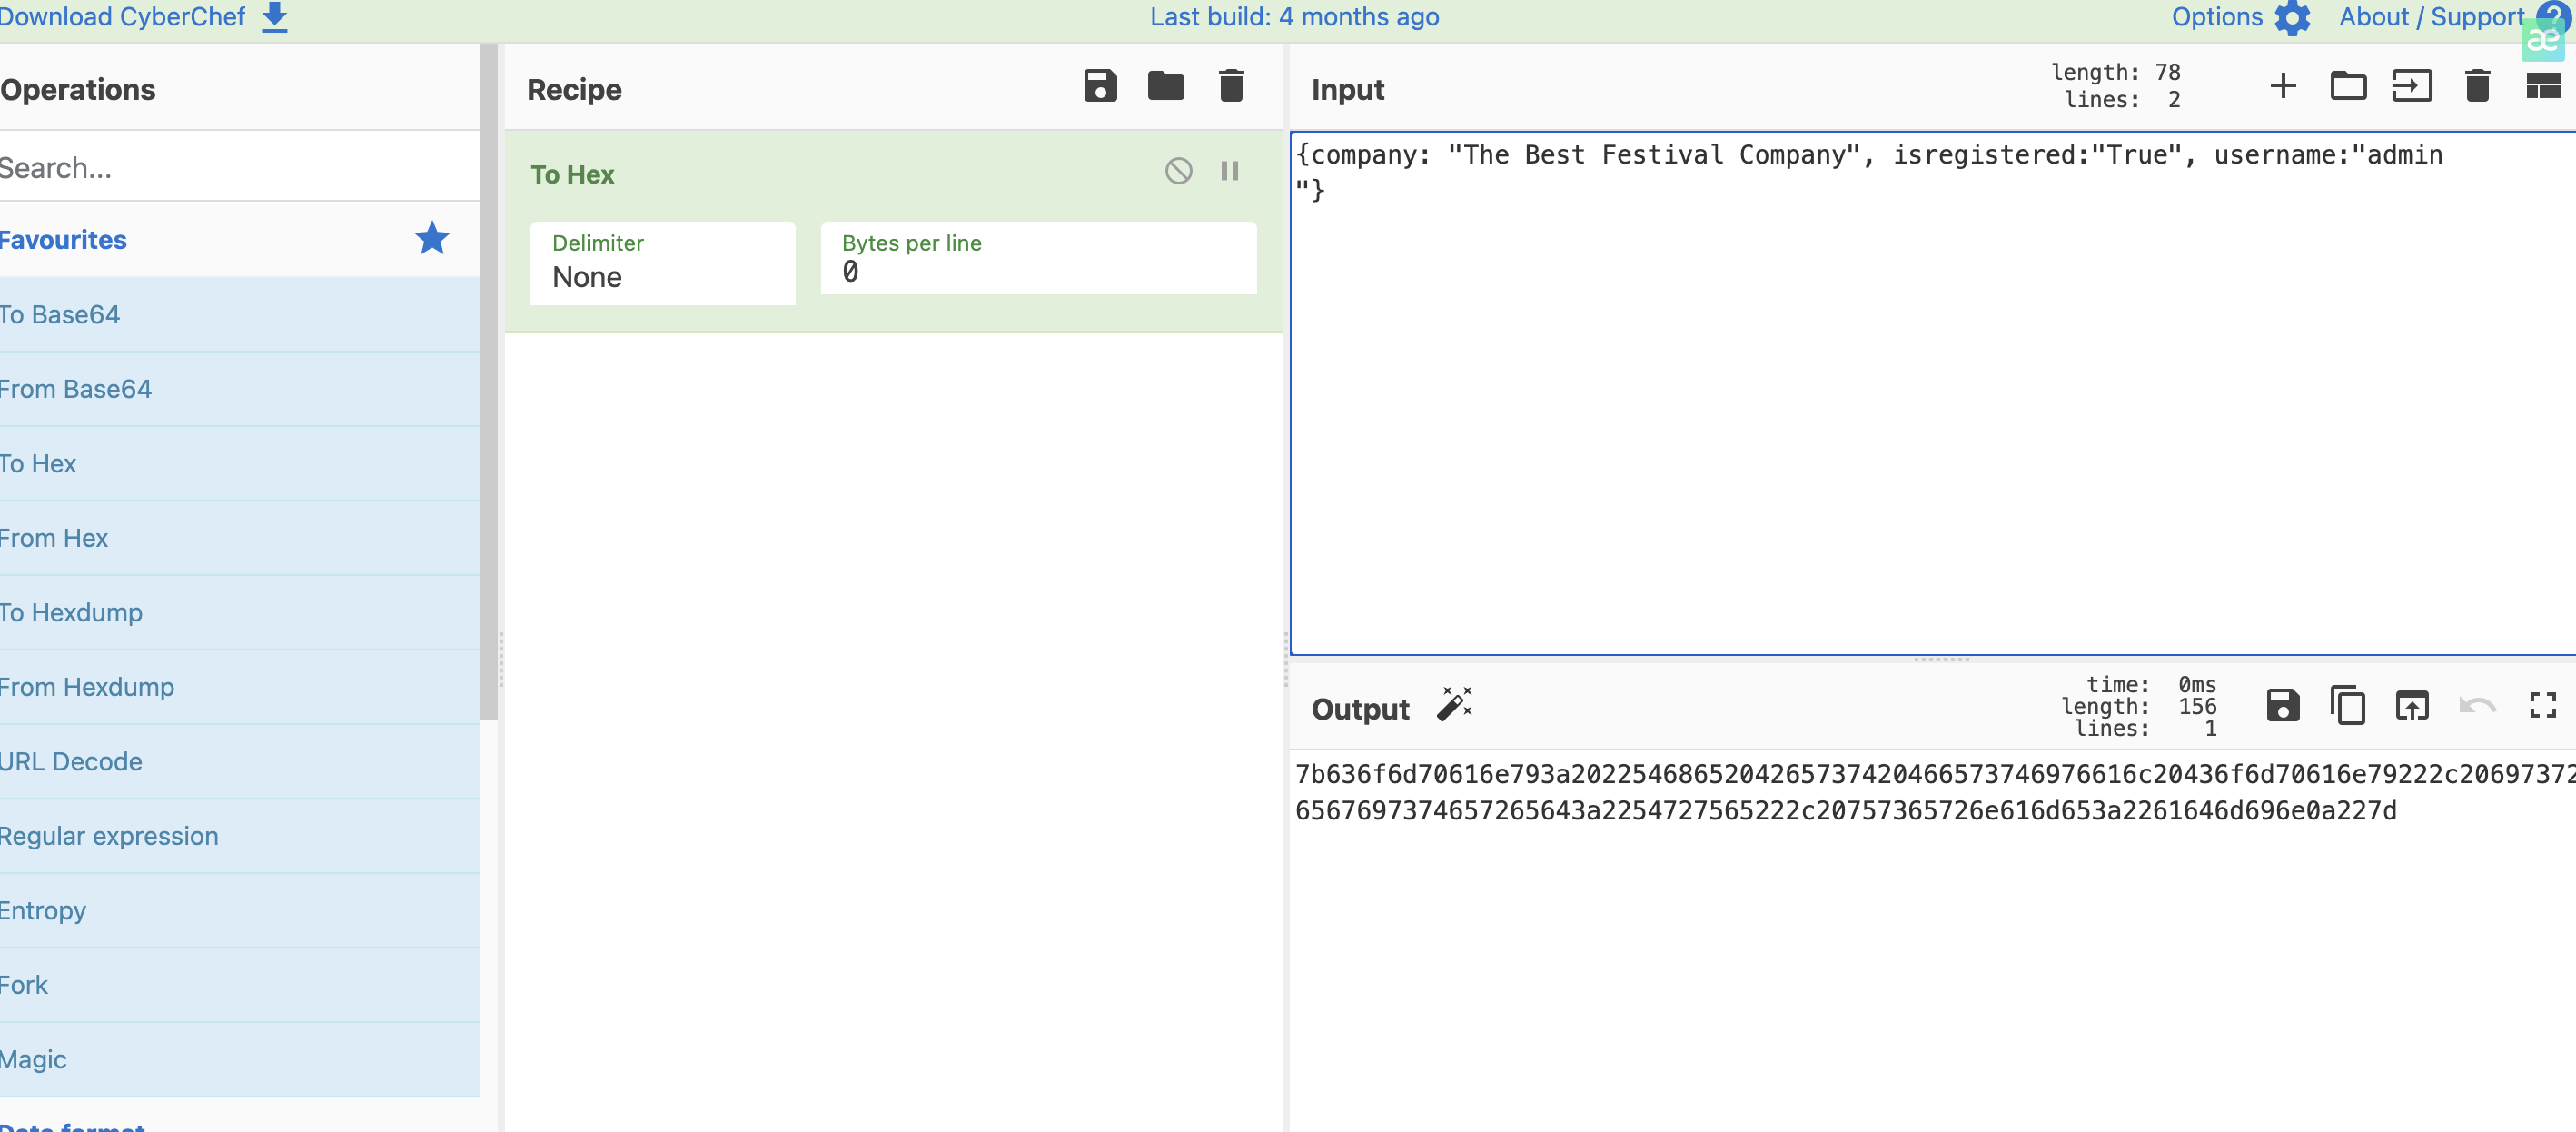 Download CyberChef
Last build: 4 months ago
Options
About / Support
?
æ
Operations
Search...
Favourites
To Base64
From Base64
To Hex
From Hex
To Hexdump
From Hexdump
URL Decode
Regular expression
Entropy
Fork
Magic
Data format
Recipe
To Hex
Delimiter
None
Bytes per line
0
Input
length: 78
lines: 2
{company: "The Best Festival Company", isregistered:"True", username:"admin
"}
Output
time: 0ms
length: 156
lines: 1
7b636f6d70616e793a2022546865204265737420466573746976616c20436f6d70616e79222c20697372
6567697374657265643a2254727565222c20757365726e616d653a2261646d696e0a227d